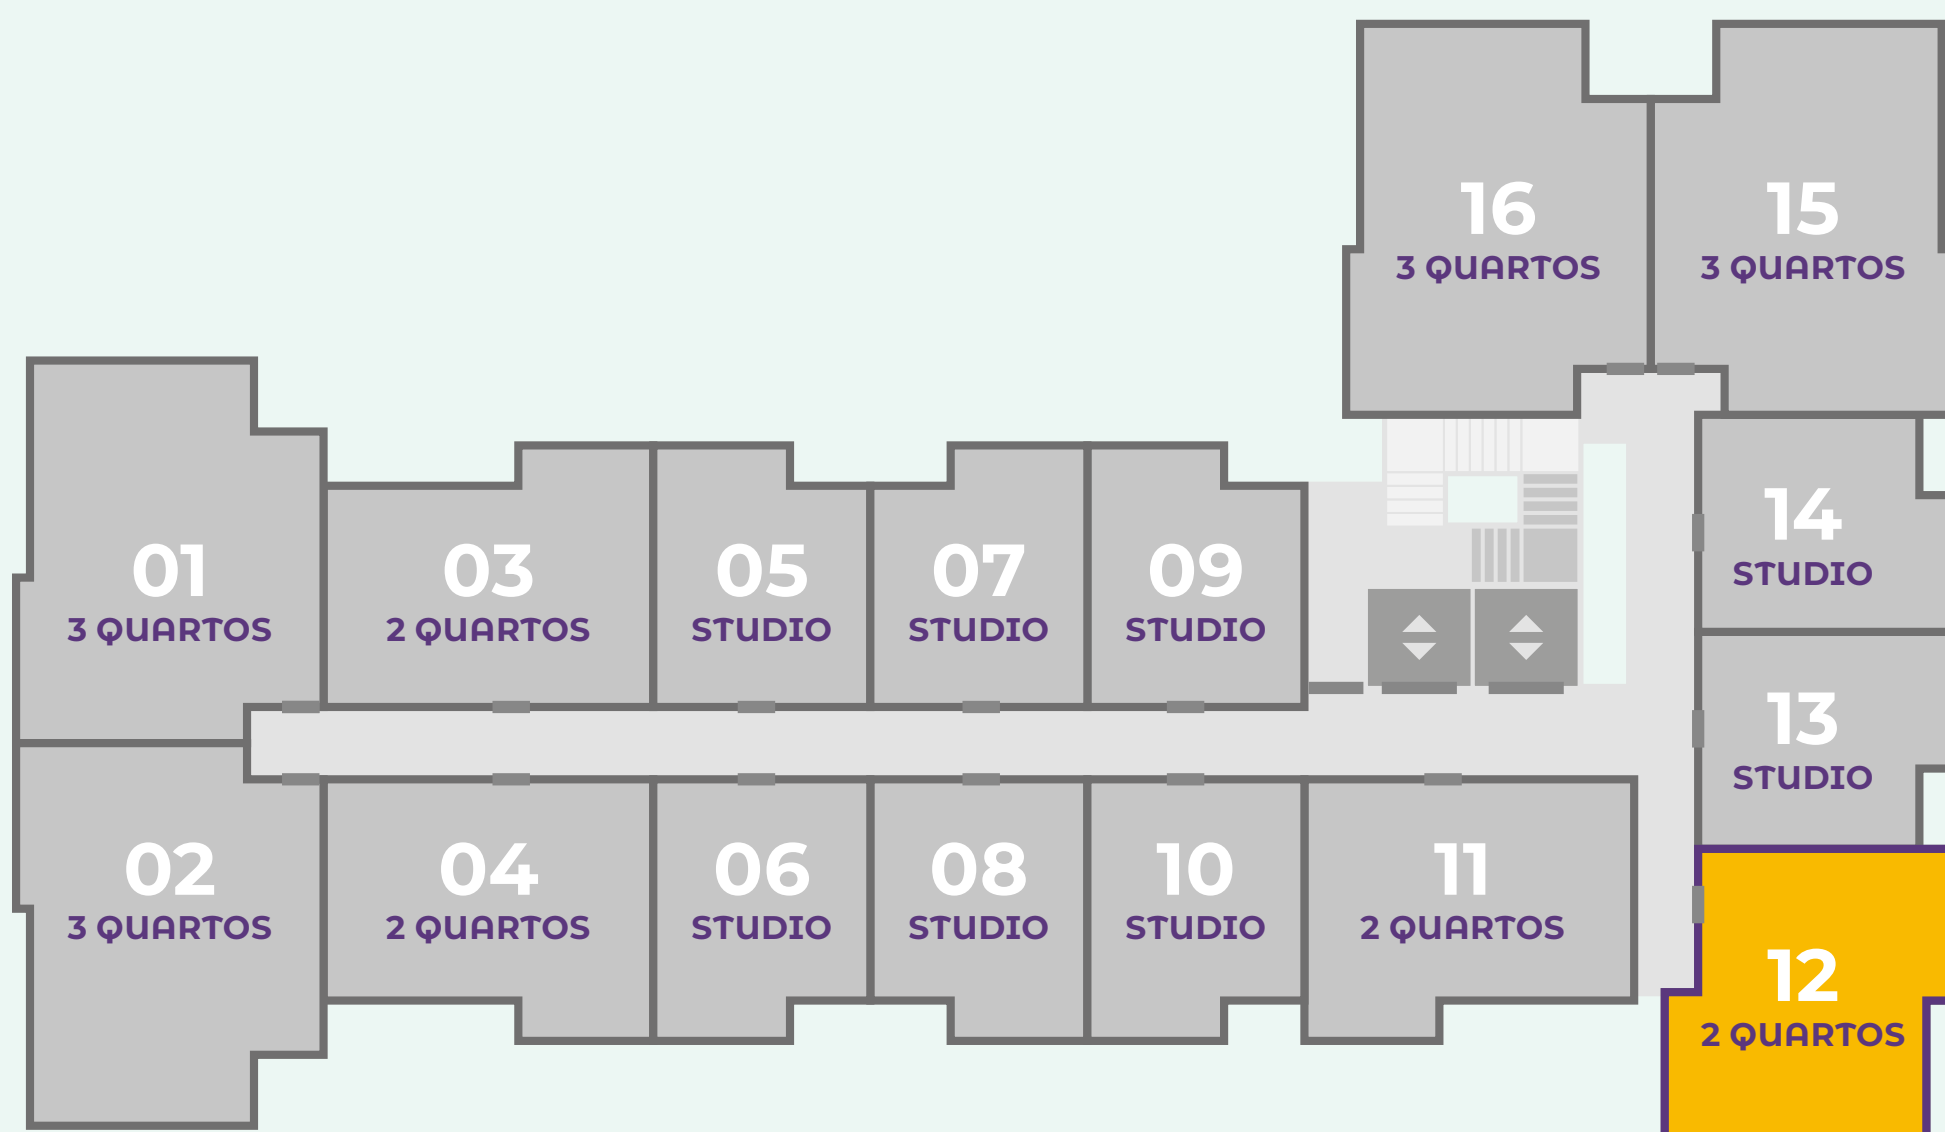 16
3 QUARTOS
15
3 QUARTOS
14
STUDIO
01
3 QUARTOS
03
2 QUARTOS
05
STUDIO
07
STUDIO
09
STUDIO
13
STUDIO
02
3 QUARTOS
04
2 QUARTOS
06
STUDIO
08
STUDIO
10
STUDIO
11
2 QUARTOS
12
2 QUARTOS